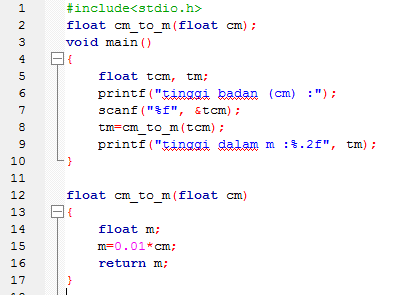 1 #include<stdio.h>
2 float cm_to_m(float cm);
3 void main()
4 {
5 float tcm, tm;
6 printf("tinggi badan (cm) :");
7 scanf("%f", &tcm);
8 tm=cm_to_m(tcm);
9 printf("tinggi dalam m :%.2f", tm);
10 }
11
12 float cm_to_m(float cm)
13 {
14 float m;
15 m=0.01*cm;
16 return m;
17 }